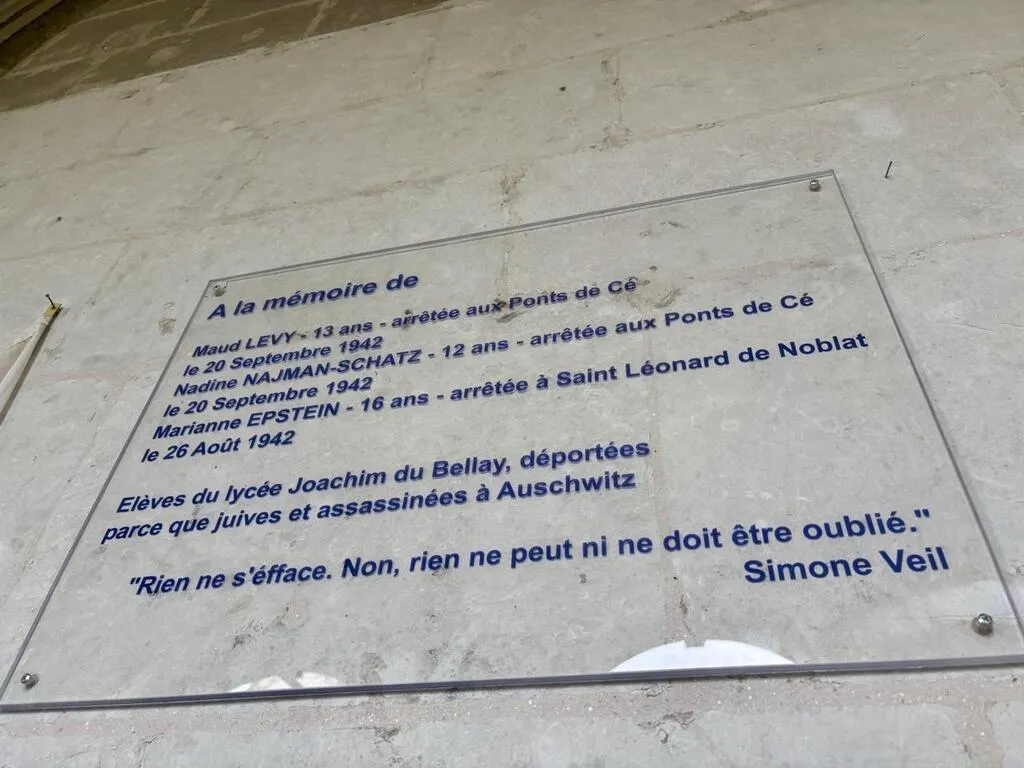 A la mémoire de
Maud LEVY - 13 ans - arrêtée aux Ponts de Cé
le 20 Septembre 1942
Nadine NAJMAN-SCHATZ - 12 ans - arrêtée aux Ponts de Cé
le 20 Septembre 1942
Marianne EPSTEIN - 16 ans - arrêtée à Saint Léonard de Noblat
le 26 Août 1942
Elèves du lycée Joachim du Bellay, déportées
parce que juives et assassinées à Auschwitz
"Rien ne s'éfface. Non, rien ne peut ni ne doit être oublié."
Simone Veil